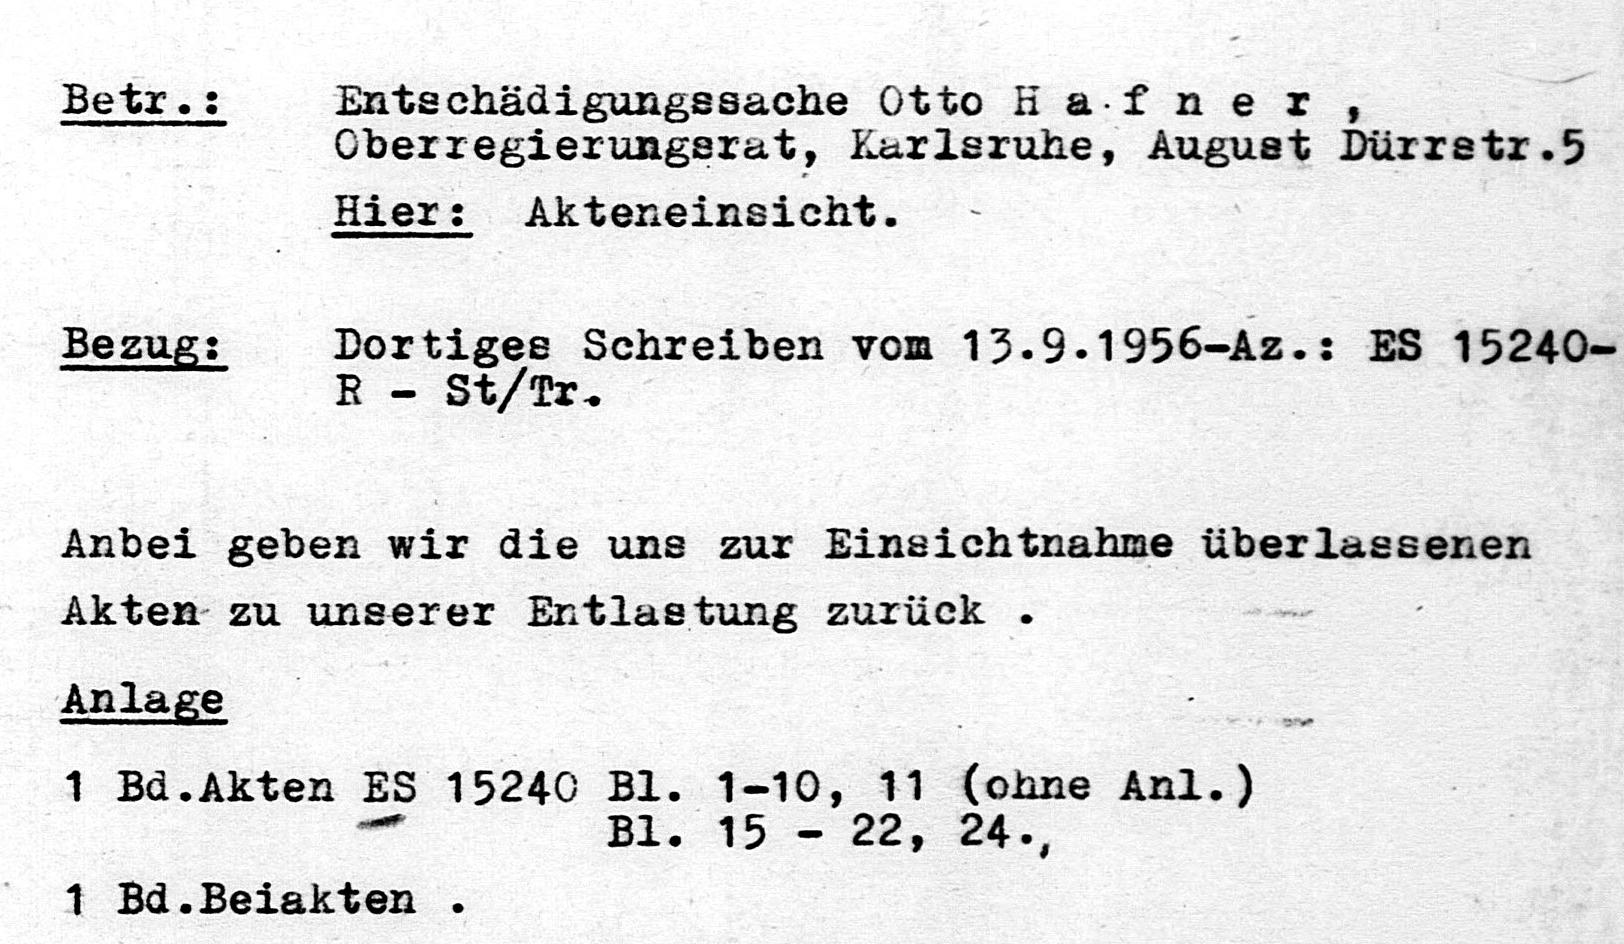 Betr.: Entschädigungssache Otto H a f n e r ,
Oberregierungsrat, Karlsruhe, August Dürrstr.5
Hier: Akteneinsicht.
Bezug: Dortiges Schreiben vom 13.9.1956-Az.: ES 15240-
R - St/Tr.
Anbei geben wir die uns zur Einsichtnahme überlassenen
Akten zu unserer Entlastung zurück .
Anlage
1 Bd.Akten ES 15240 Bl. 1-10, 11 (ohne Anl.)
Bl. 15 - 22, 24.,
1 Bd.Beiakten .